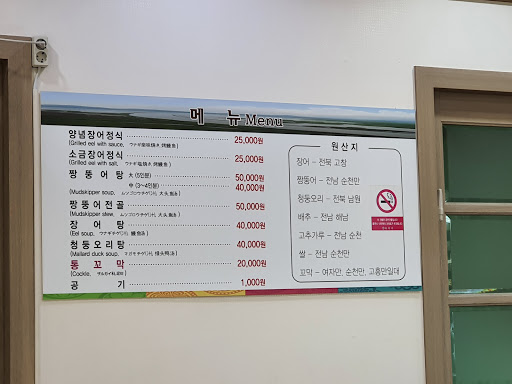 메 뉴 Menu
양념장어정식 25,000원
(Grilled eel with sauce,
소금장어정식 25,000원
(Grilled eel with salt,
짱 뚱 어 탕 大 (5인분) 50,000원
中 (3~4인분) 40,000원
(Mudskipper soup,
짱뚱어전골 50,000원
(Mudskipper stew,
장 어 탕 40,000원
(Eel soup,
청둥오리탕 40,000원
(Mallard duck soup,
통 꼬 막 20,000원
(Cockle,
공 기 1,000원
원 산 지
장어 - 전북 고창
짱뚱어 - 전남 순천만
청둥오리 - 전북 남원
배추 - 전남 해남
고추가루 - 전남 순천
쌀 - 전남 순천만
꼬막 - 여자만, 순천만, 고흥만일대